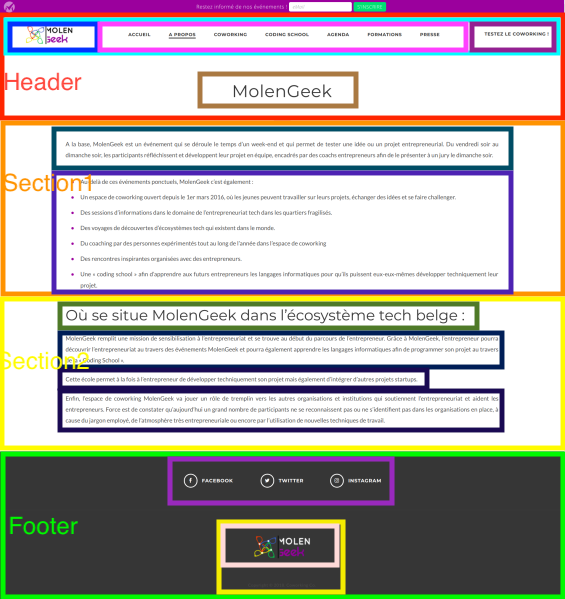 Restez informé de nos événements ! S'INSCRIRE
MOLEN
Geek
ACCUEIL A PROPOS COWORKING CODING SCHOOL AGENDA FORMATIONS PRESSE TESTEZ LE COWORKING !
Header
MolenGeek
A la base, MolenGeek est un événement qui se déroule le temps d'un week-end et qui permet de tester une idée ou un projet entrepreneurial. Du vendredi soir au
dimanche soir, les participants réfléchissent et développent leur projet en équipe, encadrés par des coachs entrepreneurs afin de le présenter à un jury le dimanche soir.
Section1
delà de ces événements ponctuels, MolenGeek c'est également :
Un espace de coworking ouvert depuis le 1er mars 2016, où les jeunes peuvent travailler sur leurs projets, échanger des idées et se faire challenger.
Des sessions d'informations dans le domaine de l'entrepreneuriat tech dans les quartiers fragilisés.
Des voyages de découvertes d'écosystèmes tech qui existent dans le monde.
Du coaching par des personnes expérimentés tout au long de l'année dans l'espace de coworking
Des rencontres inspirantes organisées avec des entrepreneurs.
Une « coding school » afin d'apprendre aux futurs entrepreneurs les langages informatiques pour qu'ils puissent eux-eux-mêmes développer techniquement leur
projet.
Où se situe MolenGeek dans l'écosystème tech belge :
MolenGeek remplit une mission de sensibilisation à l'entrepreneuriat et se trouve au début du parcours de l'entrepreneur. Grâce à MolenGeek, l'entrepreneur pourra
découvrir l'entrepreneuriat au travers des événements MolenGeek et pourra également apprendre les langages informatiques afin de programmer son projet au travers
de la « Coding School ».
Section2
Cette école permet à la fois à l'entrepreneur de développer techniquement son projet mais également d'intégrer d'autres projets startups.
Enfin, l'espace de coworking MolenGeek va jouer un rôle de tremplin vers les autres organisations et institutions qui soutiennent l'entrepreneuriat et aident les
entrepreneurs. Force est de constater qu'aujourd'hui un grand nombre de participants ne se reconnaissent pas ou ne s'identifient pas dans les organisations en place, à
cause du jargon employé, de l'atmosphère très entrepreneuriale ou encore par l'utilisation de nouvelles techniques de travail.
FACEBOOK TWITTER INSTAGRAM
Footer
MOLEN
Geek